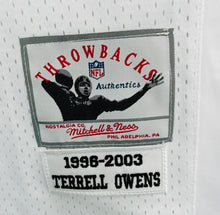 THROWBACKS
NFL
Authentics
NOSTALGIA CO.
Mitchell & Ness
PHILADELPHIA, PA
1996-2003
TERRELL OWENS